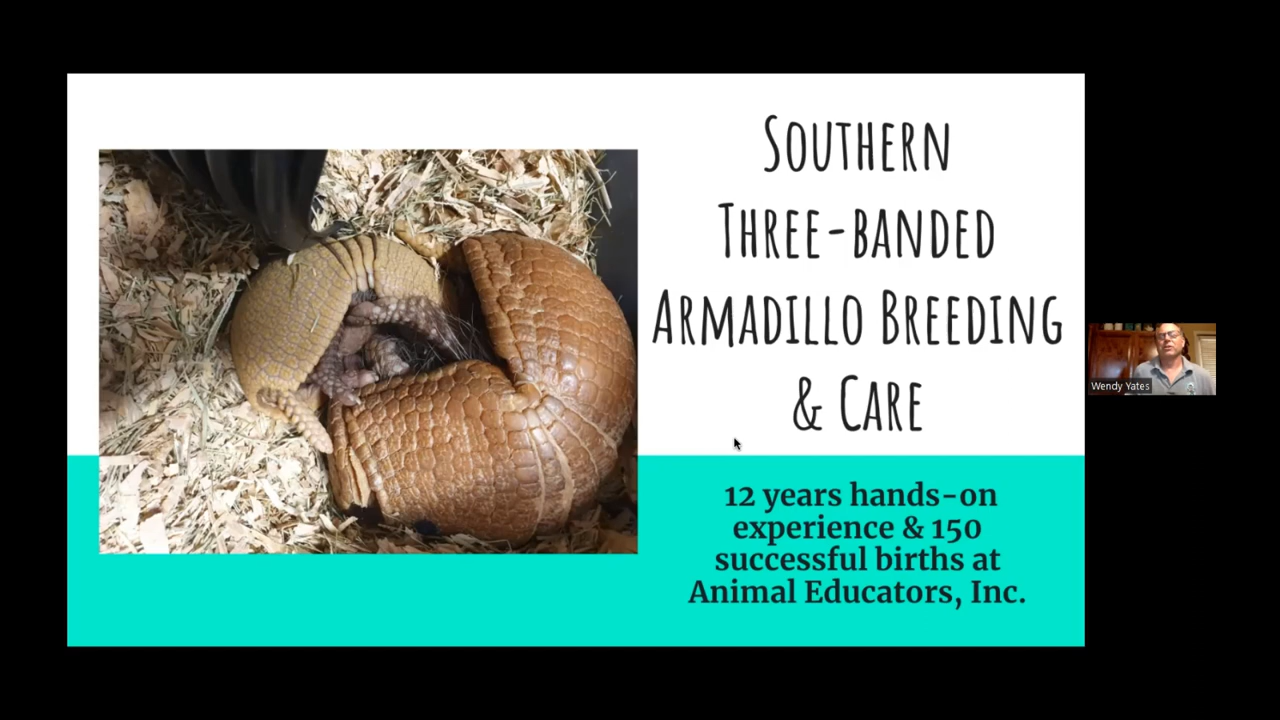 Southern
Three-banded
Armadillo Breeding
& Care
12 years hands-on
experience & 150
successful births at
Animal Educators, Inc.
Wendy Yates